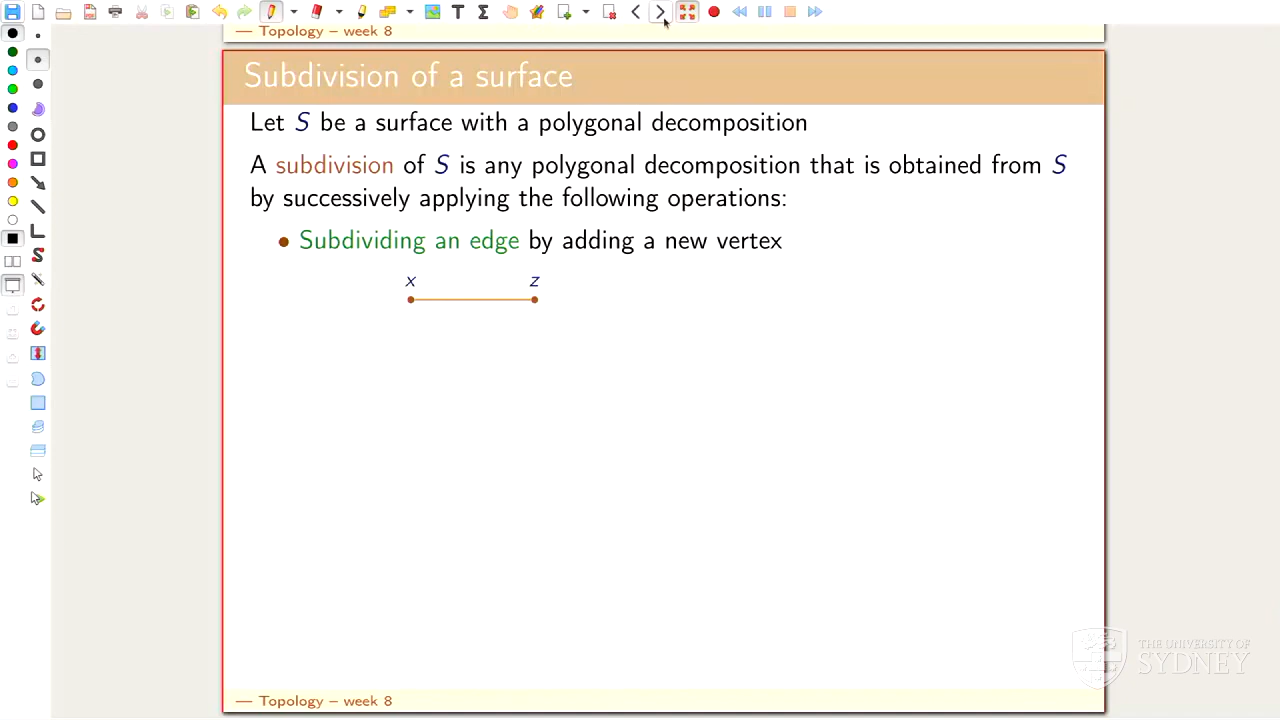 — Topology – week 8
Subdivision of a surface
Let S be a surface with a polygonal decomposition
A subdivision of S is any polygonal decomposition that is obtained from S
by successively applying the following operations:
• Subdividing an edge by adding a new vertex
x z
THE UNIVERSITY OF
SYDNEY
— Topology – week 8